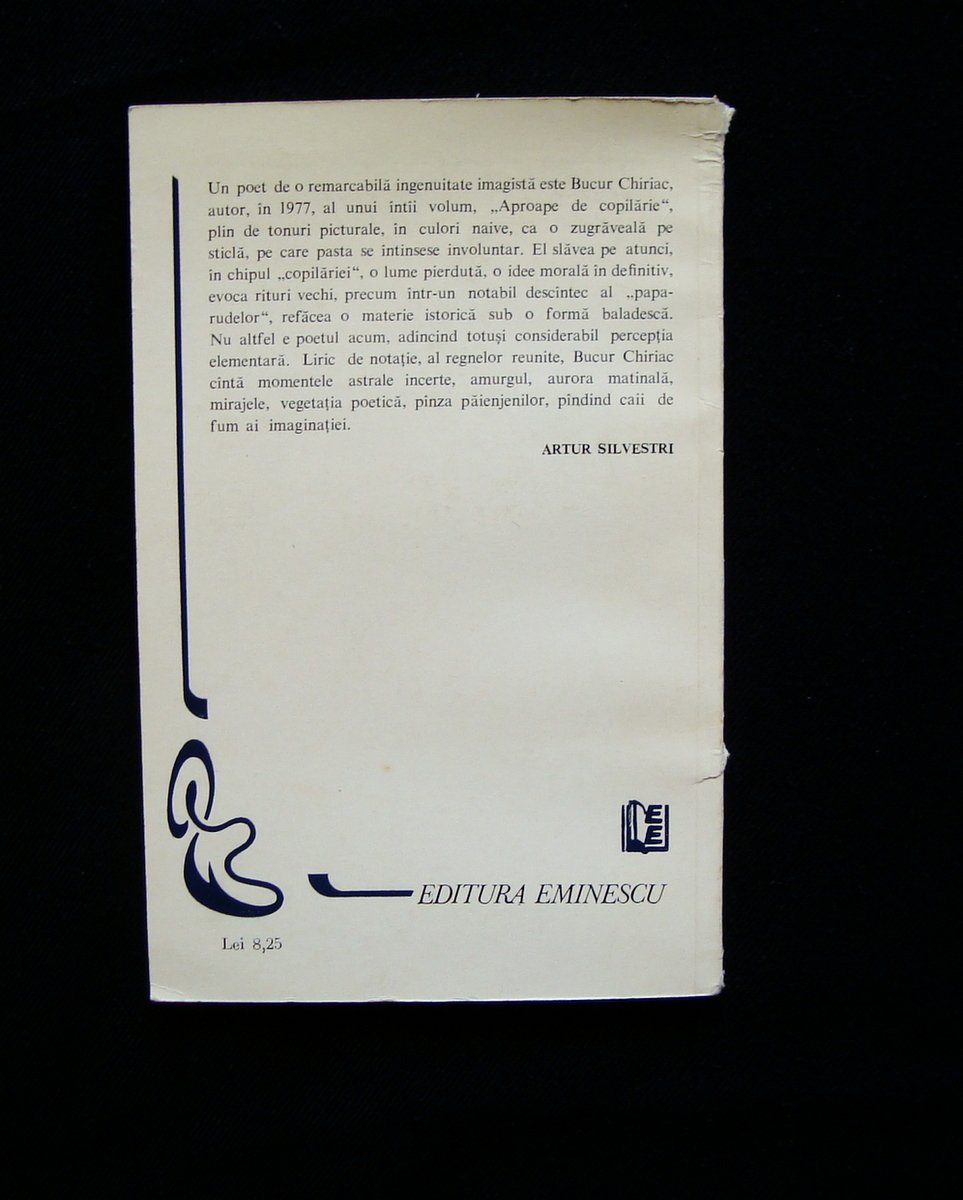 Un poet de o remarcabilă ingenuitate imagistă este Bucur Chiriac,
autor, în 1977, al unui întîi volum, „Aproape de copilărie“,
plin de tonuri picturale, în culori naive, ca o zugrăveală pe
sticlă, pe care pasta se intinsese involuntar. El slăvea pe atunci,
în chipul „copilăriei“, o lume pierdută, o idee morală în definitiv,
evoca rituri vechi, precum într-un notabil descintec al „papa-
rudelor“, refăcea o materie istorică sub o formă baladescă.
Nu altfel e poetul acum, adincind totuși considerabil percepția
elementară. Liric de notație, al regnelor reunite, Bucur Chiriac
cintă momentele astrale incerte, amurgul, aurora matinală,
mirajele, vegetația poetică, pinza păienjenilor, pîndind caii de
fum ai imaginației.
ARTUR SILVESTRI
EE
EDITURA EMINESCU
Lei 8,25